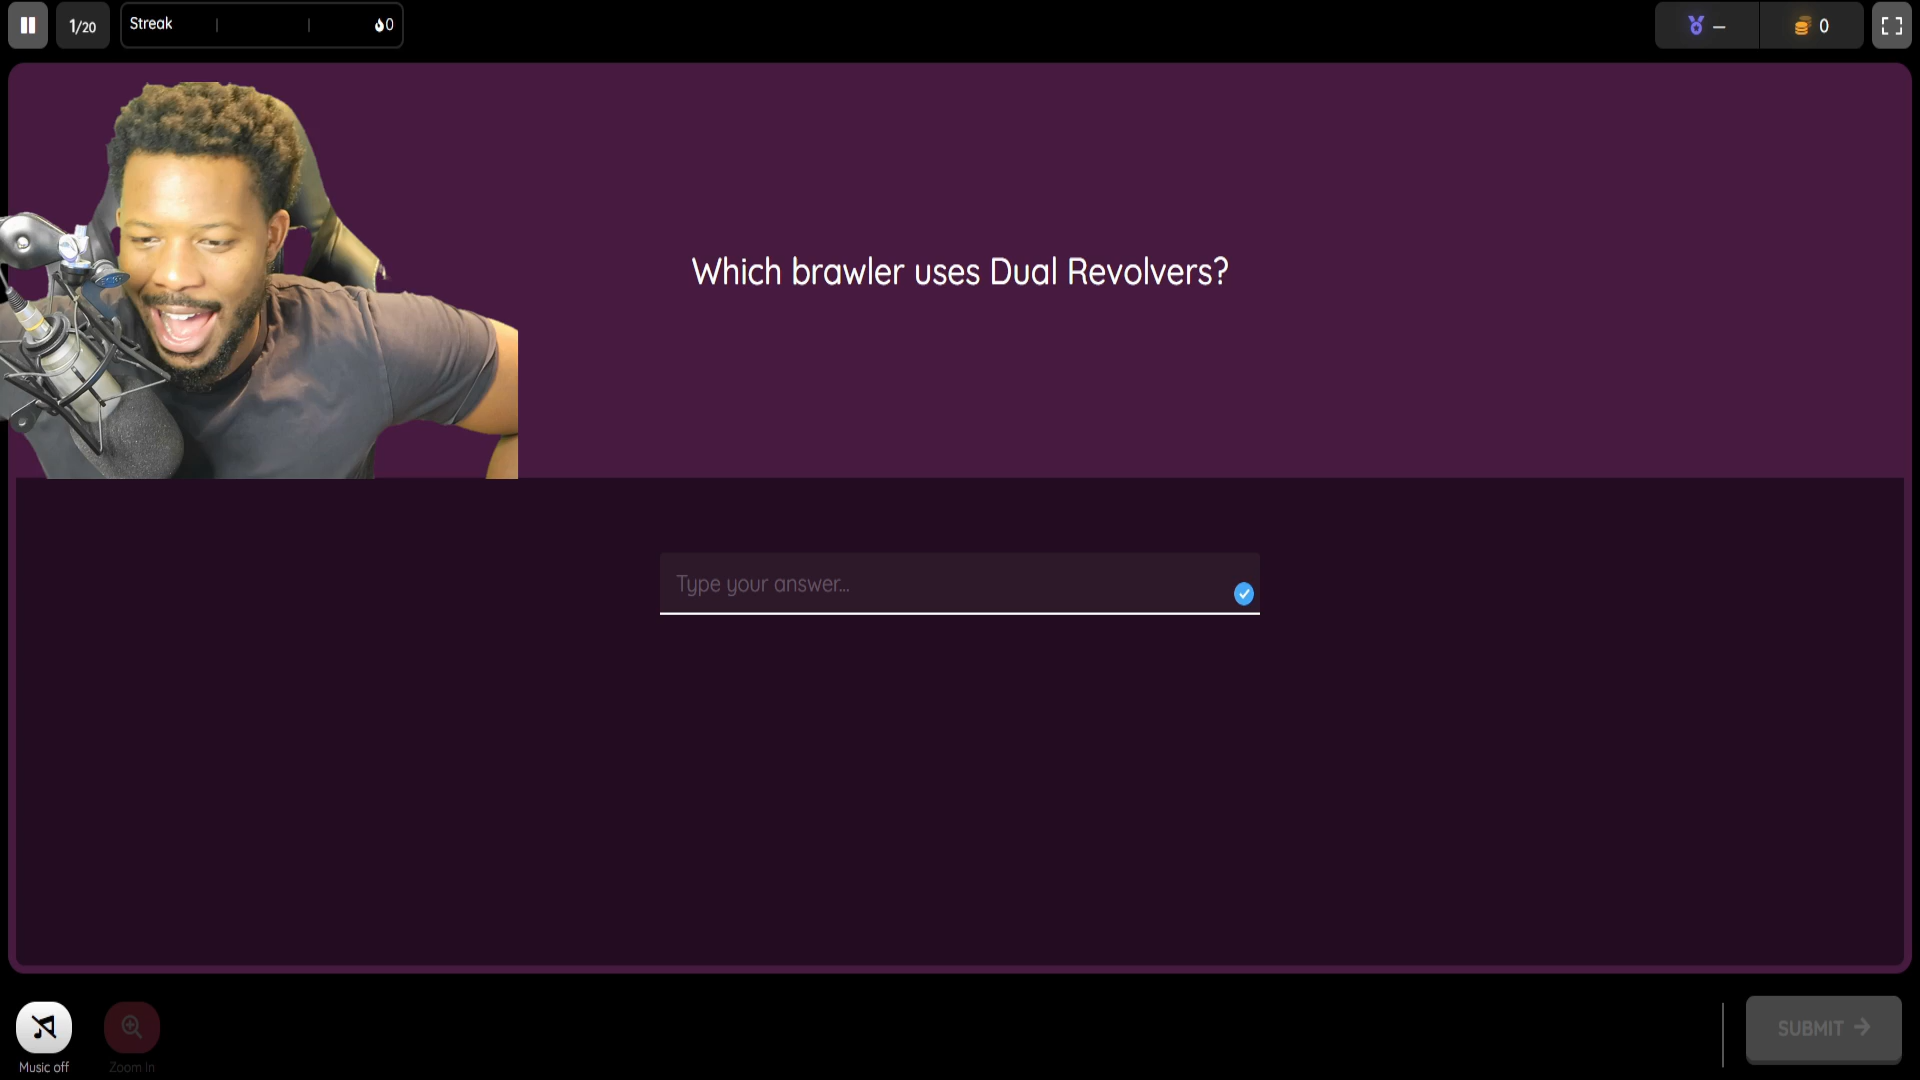 1/20
Streak
0
–
0
Which brawler uses Dual Revolvers?
Type your answer...
Music off
Zoom In
SUBMIT